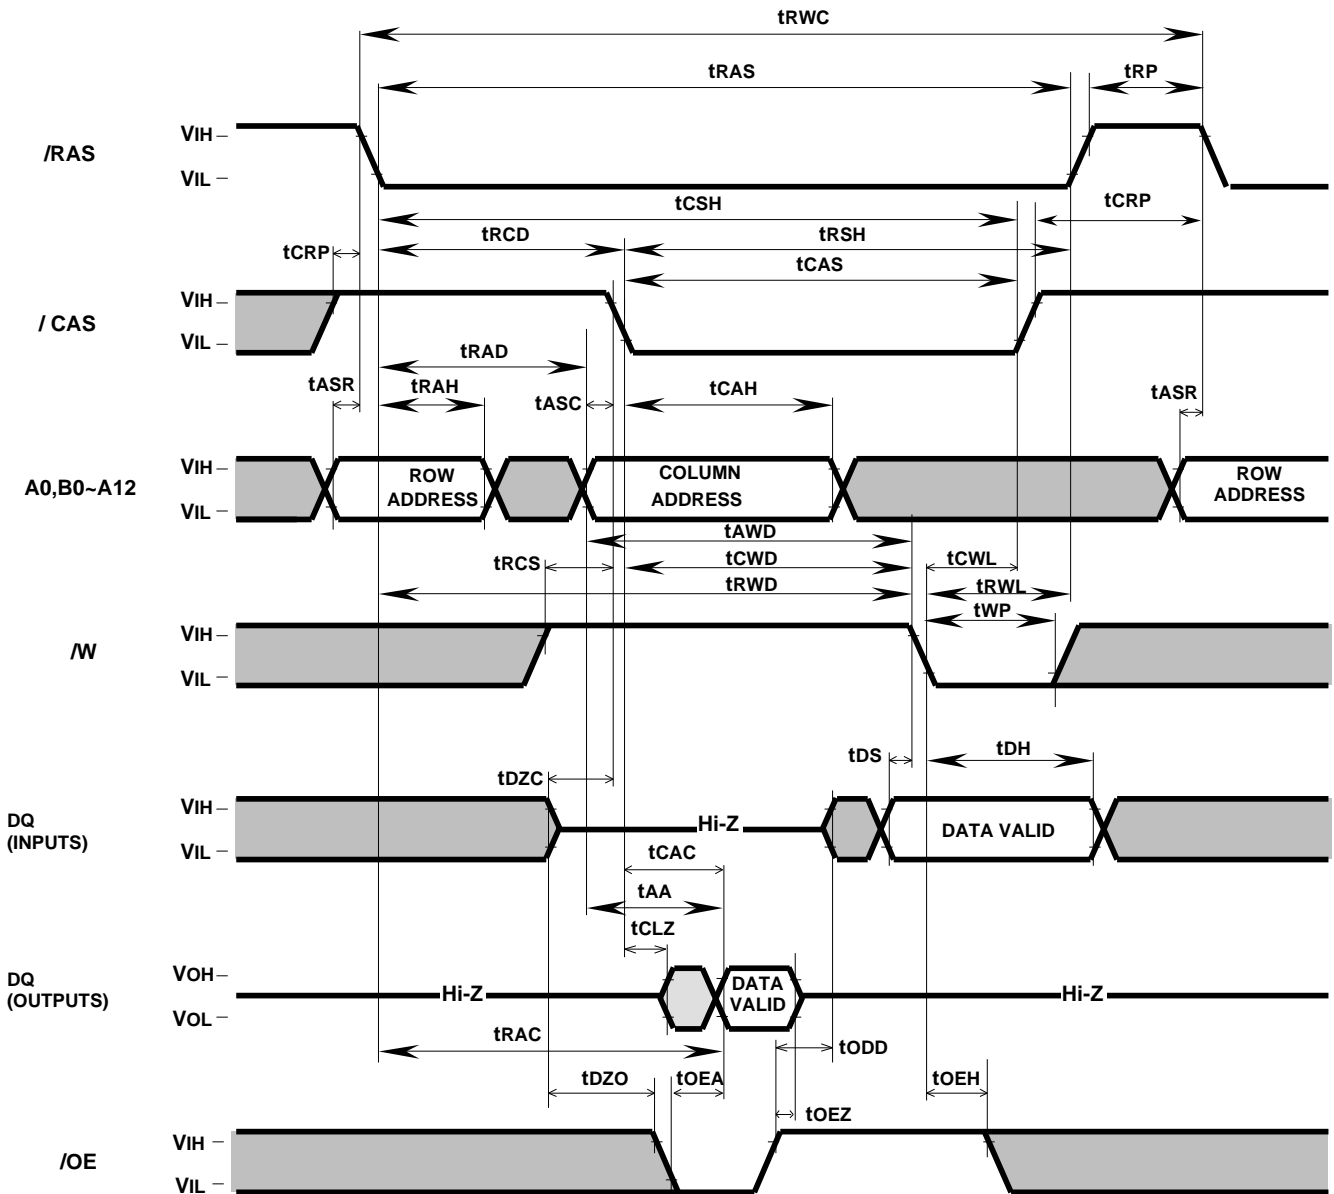 tRWC
tRAS
tRP
/RAS
VIH
VIL
tCSH
tCRP
tRCD
tRSH
tCRP
tCAS
/ CAS
VIH
VIL
tRAD
tASR
tRAH
tASC
tCAH
tASR
A0,B0~A12
VIH
VIL
ROW
ADDRESS
COLUMN
ADDRESS
ROW
ADDRESS
tAWD
tRCS
tCWD
tCWL
tRWD
tRWL
tWP
/W
VIH
VIL
tDS
tDH
tDZC
DQ
(INPUTS)
VIH
VIL
Hi-Z
DATA VALID
tCAC
tAA
tCLZ
DQ
(OUTPUTS)
VOH
VOL
Hi-Z
DATA
VALID
Hi-Z
tRAC
tODD
tDZO
tOEA
tOEH
tOEZ
/OE
VIH
VIL